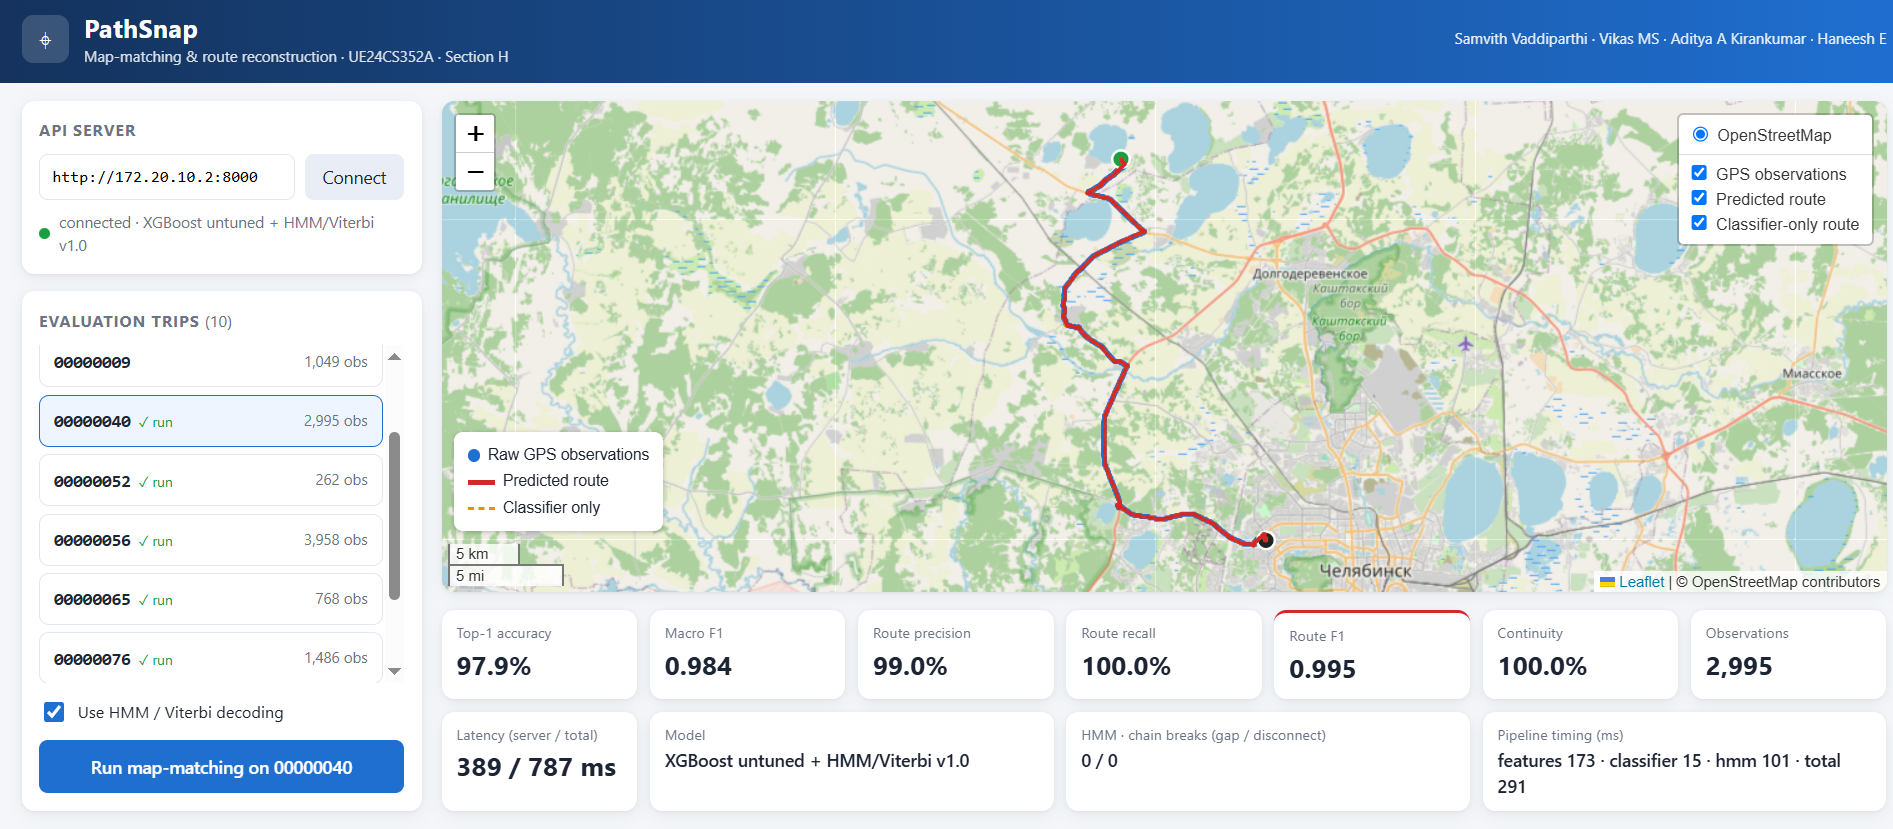 PathSnap
Map-matching & route reconstruction · UE24CS352A · Section H
Samvith Vaddiparthi · Vikas MS · Aditya A Kirankumar · Haneesh E
API SERVER
http://172.20.10.2:8000
Connect
connected · XGBoost untuned + HMM/Viterbi
v1.0
EVALUATION TRIPS (10)
00000009 1,049 obs
00000040 ✓ run 2,995 obs
00000052 ✓ run 262 obs
00000056 ✓ run 3,958 obs
00000065 ✓ run 768 obs
00000076 ✓ run 1,486 obs
Use HMM / Viterbi decoding
Run map-matching on 00000040
+
−
OpenStreetMap
GPS observations
Predicted route
Classifier-only route
Долгодеревенское
Каштакский
бор
Каштакский
бор
Миасское
Челябинск
Raw GPS observations
Predicted route
Classifier only
5 km
5 mi
Leaflet | © OpenStreetMap contributors
Top-1 accuracy
97.9%
Macro F1
0.984
Route precision
99.0%
Route recall
100.0%
Route F1
0.995
Continuity
100.0%
Observations
2,995
Latency (server / total)
389 / 787 ms
Model
XGBoost untuned + HMM/Viterbi v1.0
HMM · chain breaks (gap / disconnect)
0 / 0
Pipeline timing (ms)
features 173 · classifier 15 · hmm 101 · total
291